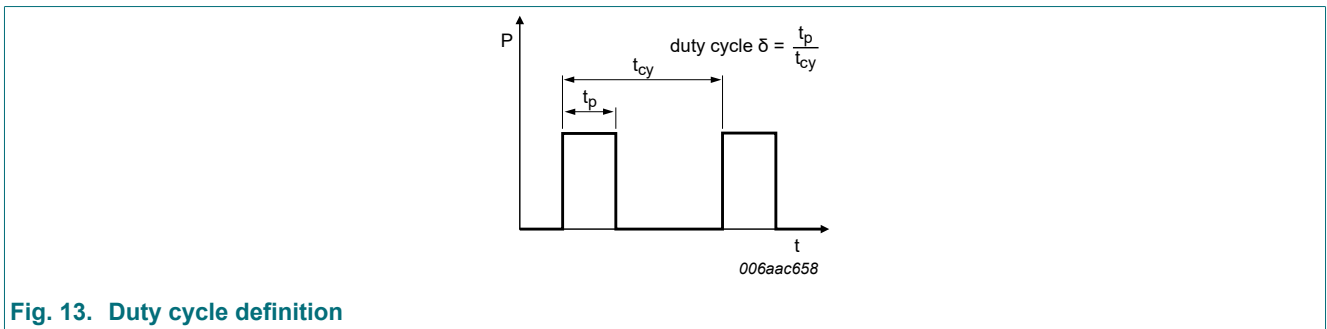 P
duty cycle δ = tp
tcy
tcy
tp
t
006aac658
Fig. 13. Duty cycle definition